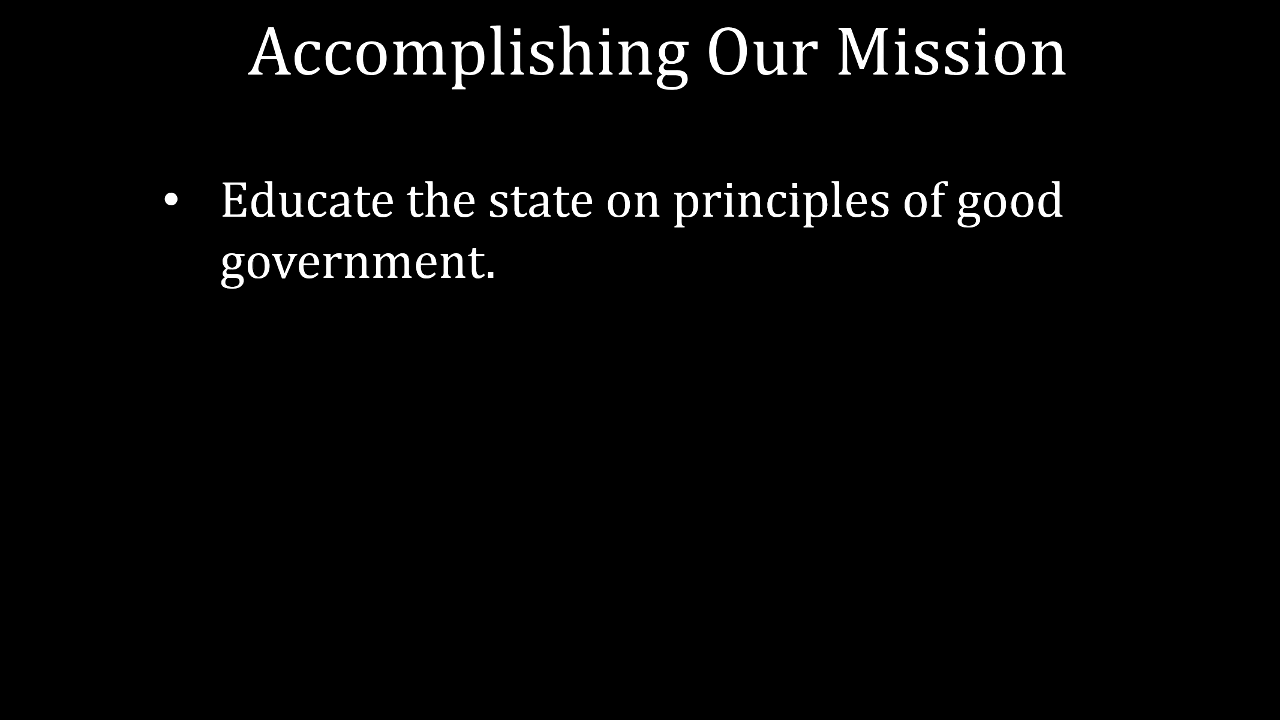 Accomplishing Our Mission
• Educate the state on principles of good
government.